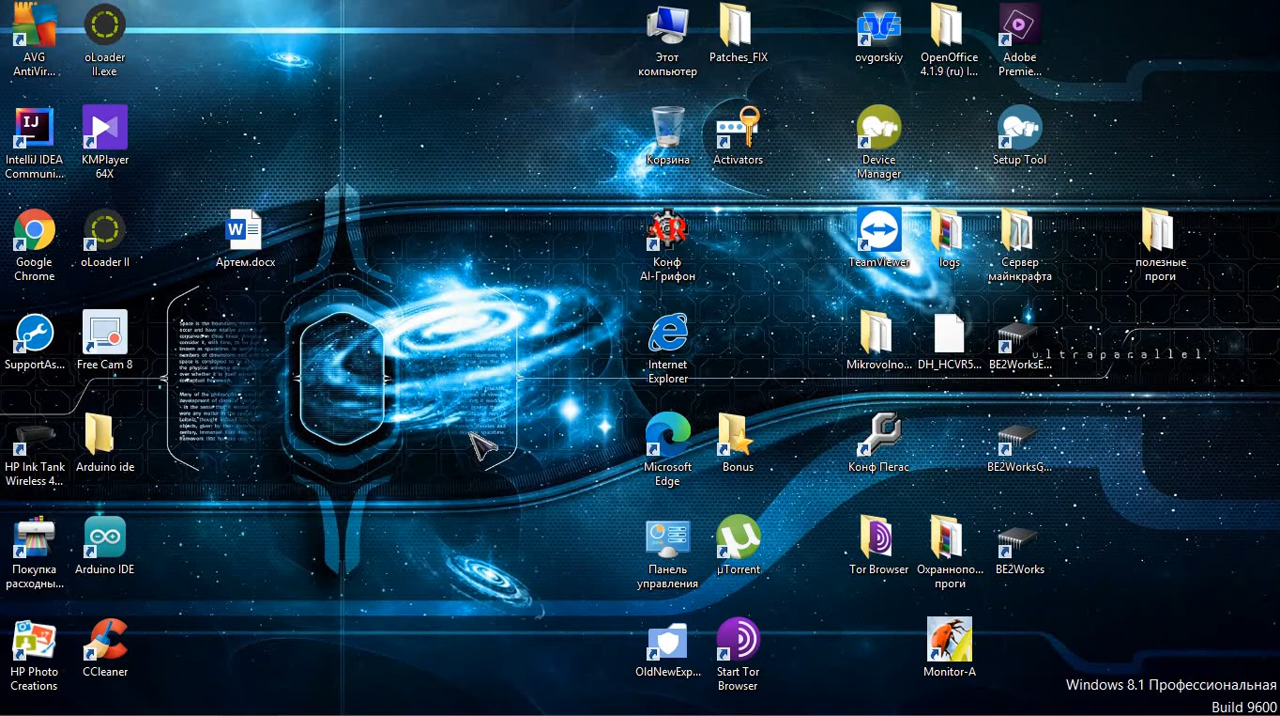 AVG
AntiVir...
oLoader
II.exe
Этот
компьютер
Patches_FIX
ovgorskiy
OpenOffice
4.1.9 (ru) I...
Adobe
Premie...
IntelliJ IDEA
Communi...
KMPlayer
64X
Корзина
Activators
Device
Manager
Setup Tool
Google
Chrome
oLoader II
Артем.docx
Конф
AI-Грифон
TeamViewer
logs
Сервер
майнкрафта
полезные
проги
SupportAs...
Free Cam 8
Internet
Explorer
Mikrovolno...
DH_HCVR5...
BE2WorksE...
HP Ink Tank
Wireless 4...
Arduino ide
Microsoft
Edge
Bonus
Конф Пегас
BE2WorksG...
Покупка
расходны...
Arduino IDE
Панель
управления
µTorrent
Tor Browser
Охраннопо...
проги
BE2Works
HP Photo
Creations
CCleaner
OldNewExp...
Start Tor
Browser
Monitor-A
Windows 8.1 Профессиональная
Build 9600